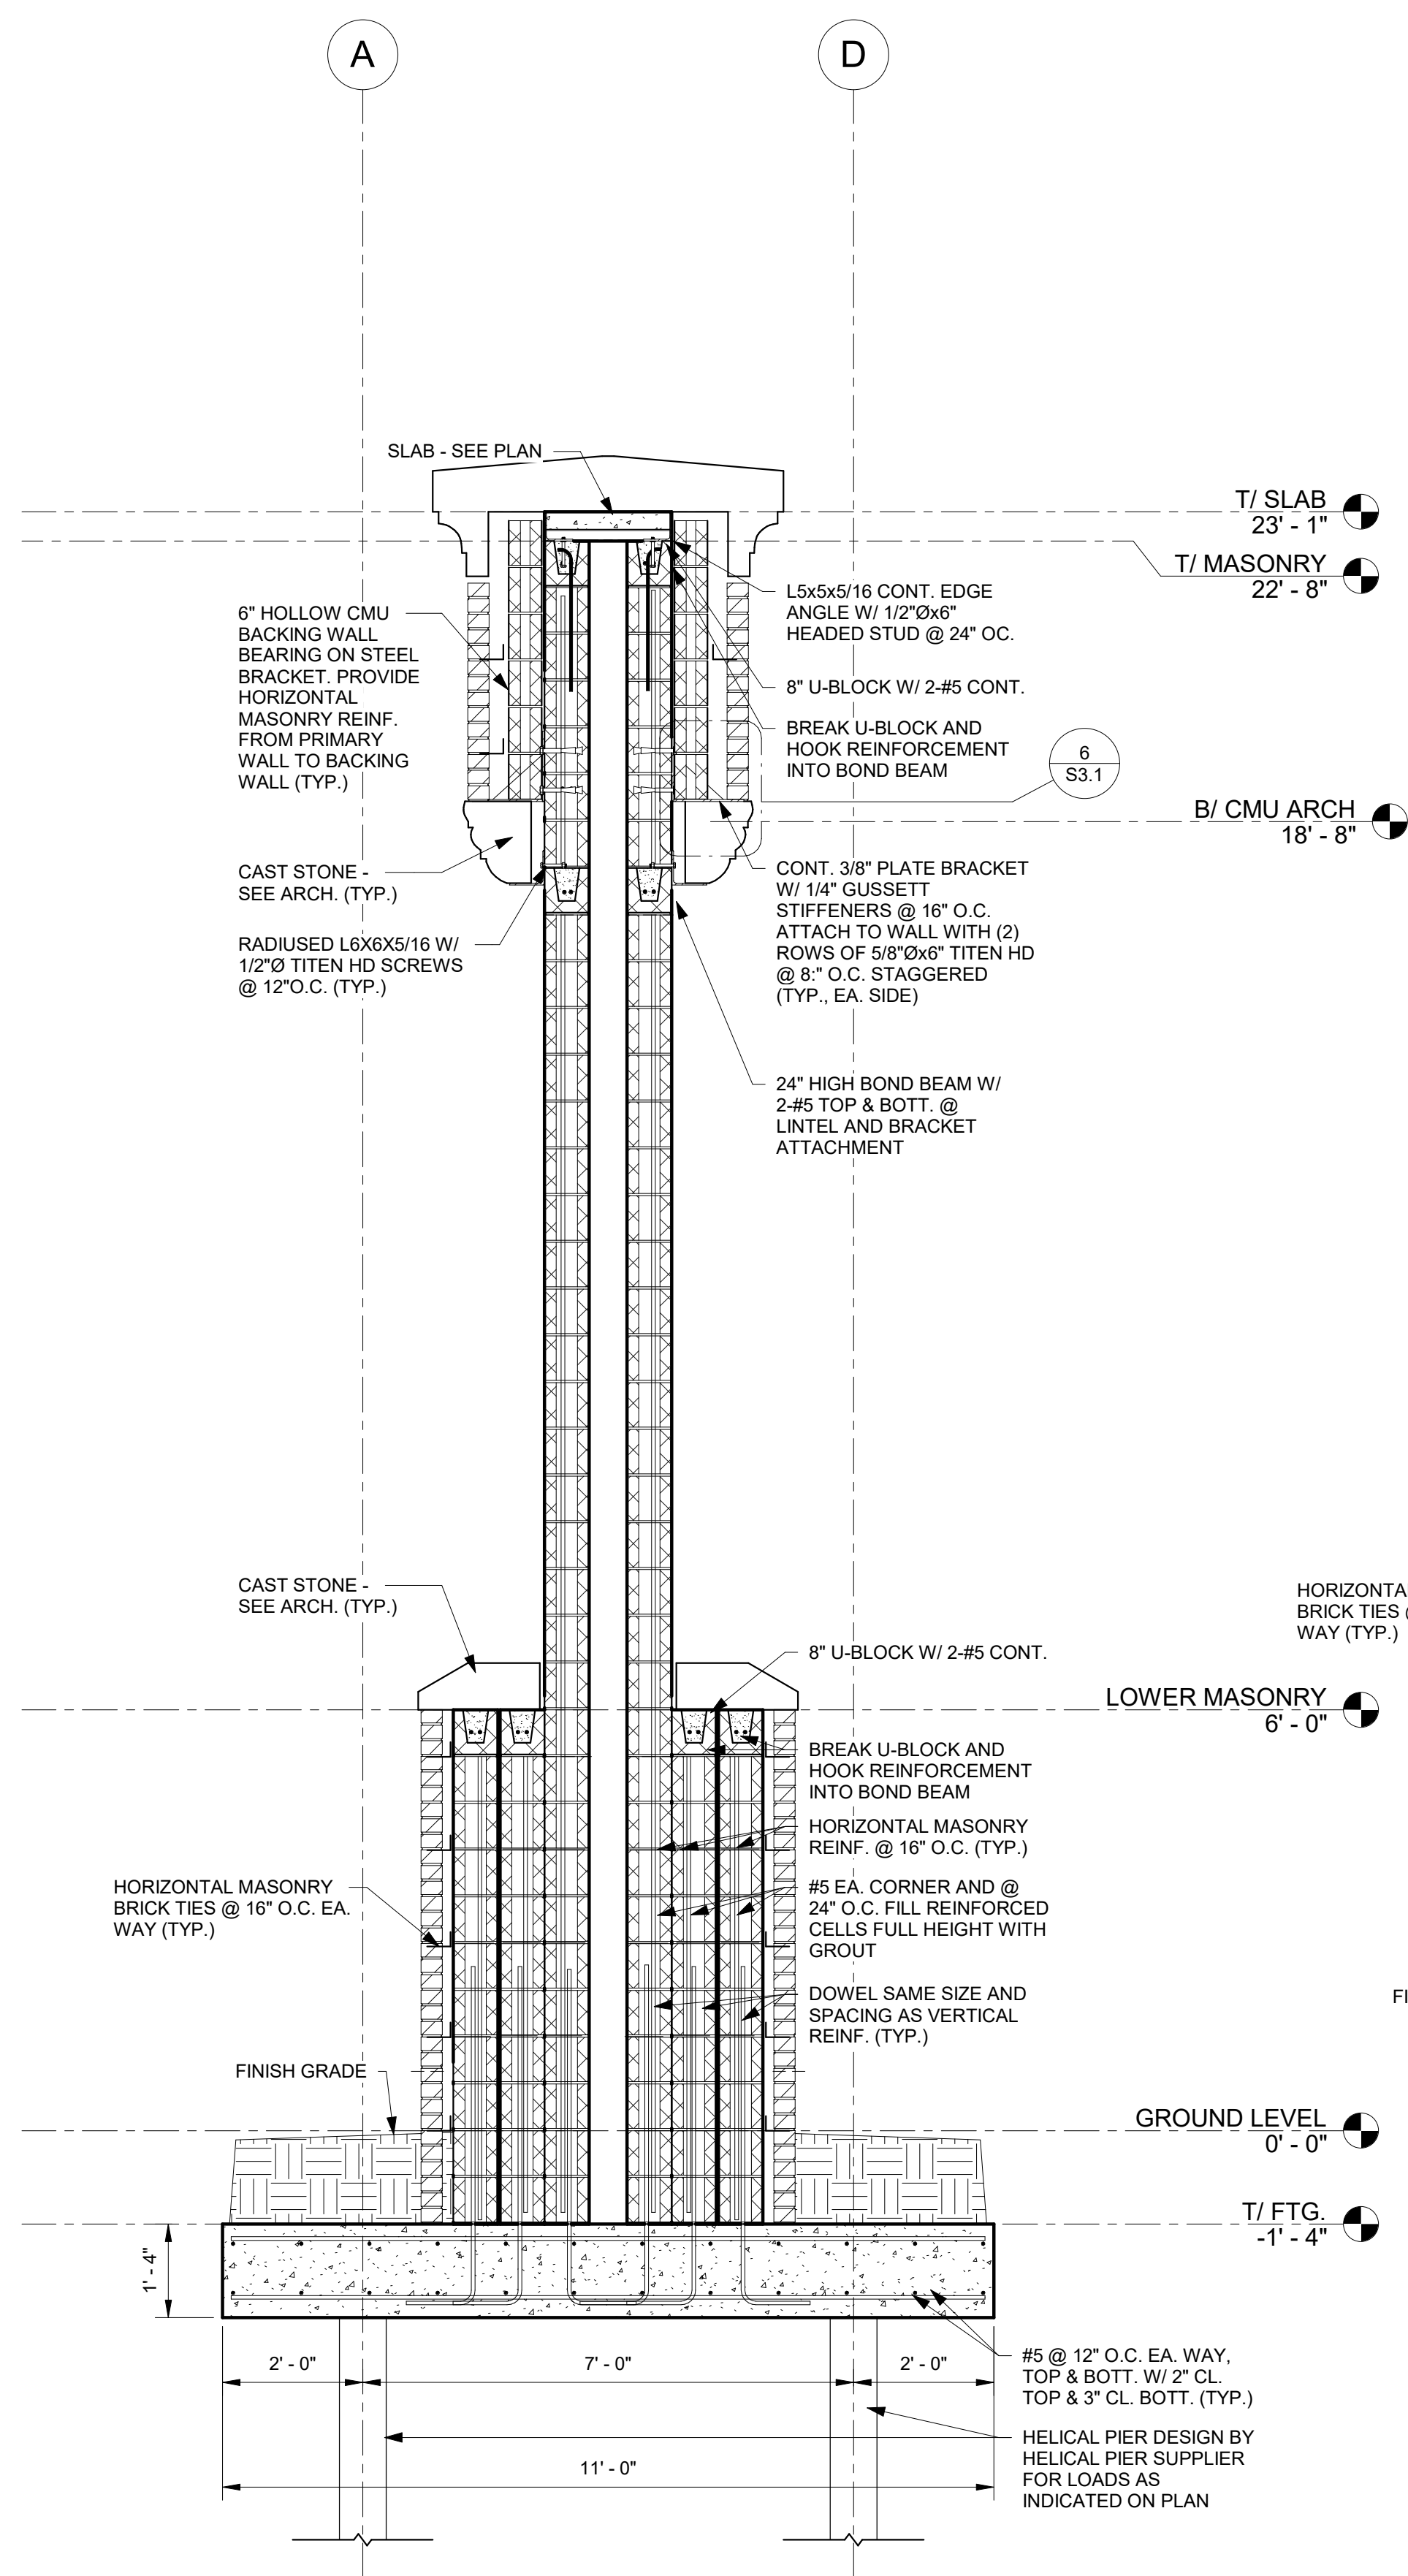 A
D
SLAB - SEE PLAN
T/ SLAB
23' - 1"
T/ MASONRY
22' - 8"
6" HOLLOW CMU
BACKING WALL
BEARING ON STEEL
BRACKET. PROVIDE
HORIZONTAL
MASONRY REINF.
FROM PRIMARY
WALL TO BACKING
WALL (TYP.)
L5x5x5/16 CONT. EDGE
ANGLE W/ 1/2"Øx6"
HEADED STUD @ 24" OC.
8" U-BLOCK W/ 2-#5 CONT.
BREAK U-BLOCK AND
HOOK REINFORCEMENT
INTO BOND BEAM
6
S3.1
B/ CMU ARCH
18' - 8"
CAST STONE -
SEE ARCH. (TYP.)
CONT. 3/8" PLATE BRACKET
W/ 1/4" GUSSETT
STIFFENERS @ 16" O.C.
ATTACH TO WALL WITH (2)
ROWS OF 5/8"Øx6" TITEN HD
@ 8:" O.C. STAGGERED
(TYP., EA. SIDE)
RADIUSED L6X6X5/16 W/
1/2"Ø TITEN HD SCREWS
@ 12"O.C. (TYP.)
24" HIGH BOND BEAM W/
2-#5 TOP & BOTT. @
LINTEL AND BRACKET
ATTACHMENT
CAST STONE -
SEE ARCH. (TYP.)
HORIZONTA
BRICK TIES
WAY (TYP.)
8" U-BLOCK W/ 2-#5 CONT.
LOWER MASONRY
6' - 0"
BREAK U-BLOCK AND
HOOK REINFORCEMENT
INTO BOND BEAM
HORIZONTAL MASONRY
REINF. @ 16" O.C. (TYP.)
HORIZONTAL MASONRY
BRICK TIES @ 16" O.C. EA.
WAY (TYP.)
#5 EA. CORNER AND @
24" O.C. FILL REINFORCED
CELLS FULL HEIGHT WITH
GROUT
DOWEL SAME SIZE AND
SPACING AS VERTICAL
REINF. (TYP.)
FI
FINISH GRADE
GROUND LEVEL
0' - 0"
T/ FTG.
-1' - 4"
1' - 4"
2' - 0"
7' - 0"
2' - 0"
11' - 0"
#5 @ 12" O.C. EA. WAY,
TOP & BOTT. W/ 2" CL.
TOP & 3" CL. BOTT. (TYP.)
HELICAL PIER DESIGN BY
HELICAL PIER SUPPLIER
FOR LOADS AS
INDICATED ON PLAN